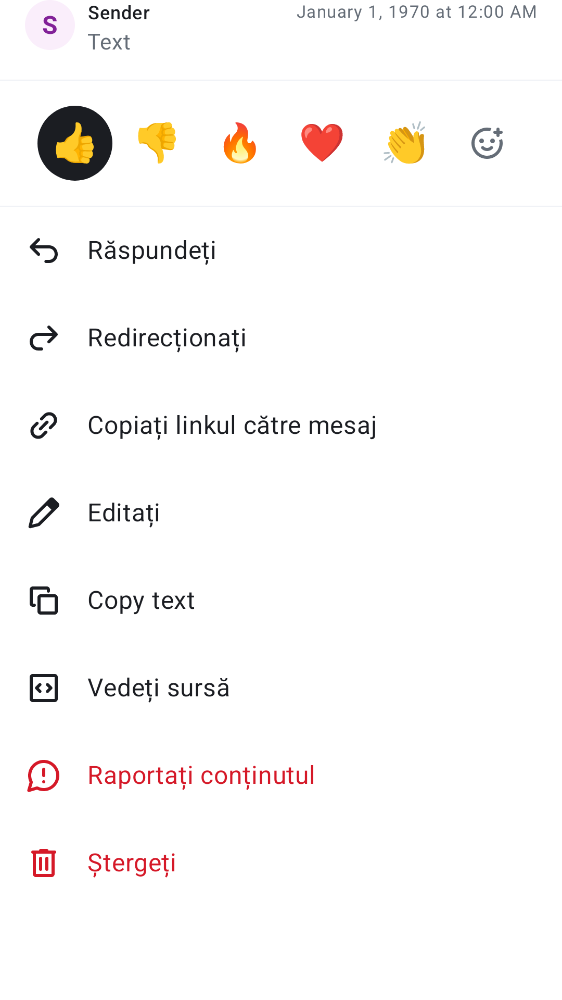 S
Sender
January 1, 1970 at 12:00 AM
Text
Răspundeți
Redirecționați
Copiați linkul către mesaj
Editați
Copy text
Vedeți sursă
Raportați conținutul
Ștergeți